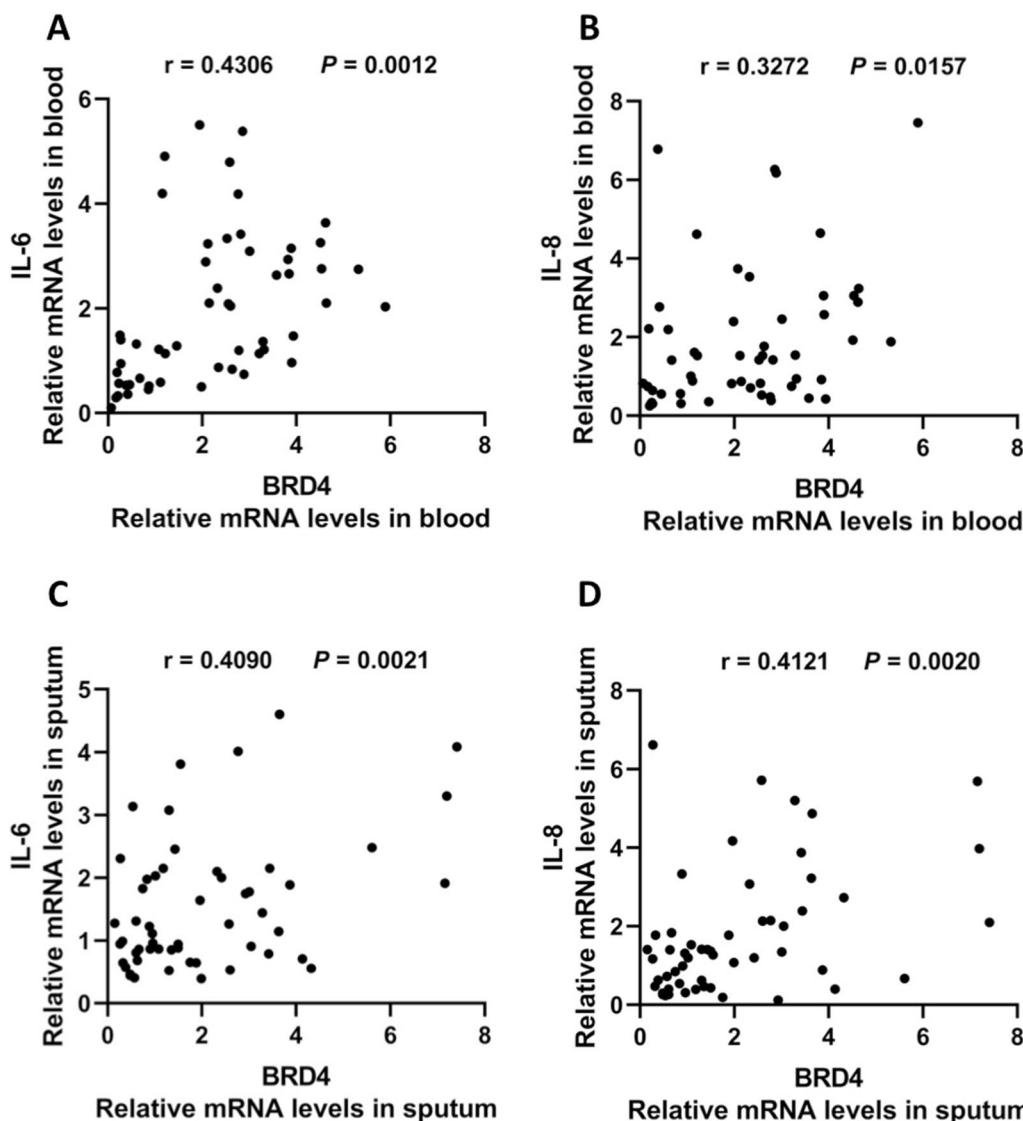 A
r = 0.4306 P = 0.0012
IL-6
Relative mRNA levels in blood
6
4
2
0
0 2 4 6 8
BRD4
Relative mRNA levels in blood
B
r = 0.3272 P = 0.0157
IL-8
Relative mRNA levels in blood
8
6
4
2
0
0 2 4 6 8
BRD4
Relative mRNA levels in blood
C
r = 0.4090 P = 0.0021
IL-6
Relative mRNA levels in sputum
5
4
3
2
1
0
0 2 4 6 8
BRD4
Relative mRNA levels in sputum
D
r = 0.4121 P = 0.0020
IL-8
Relative mRNA levels in sputum
8
6
4
2
0
0 2 4 6 8
BRD4
Relative mRNA levels in sputum